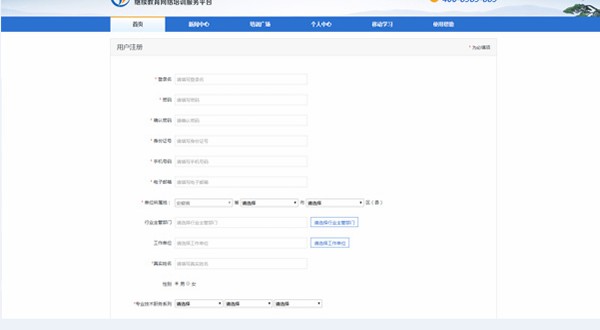 继续教育网络培训服务平台
首页 新闻中心 培训广场 个人中心 移动学习 使用帮助
用户注册 * 为必填项
* 登录名 请填写登录名
* 密码 请填写密码
* 确认密码 请确认密码
* 身份证号 请填写身份证号
* 手机号码 请填写手机号码
* 电子邮箱 请填写电子邮箱
* 单位所属地： 安徽省 省 请选择 市 请选择 区（县）
行业主管部门 请选择行业主管部门 请选择行业主管部门
工作单位 请选择工作单位 请选择工作单位
*真实姓名 请填写真实姓名
性别 男 女
*专业技术职务系列 请选择 请选择 请选择